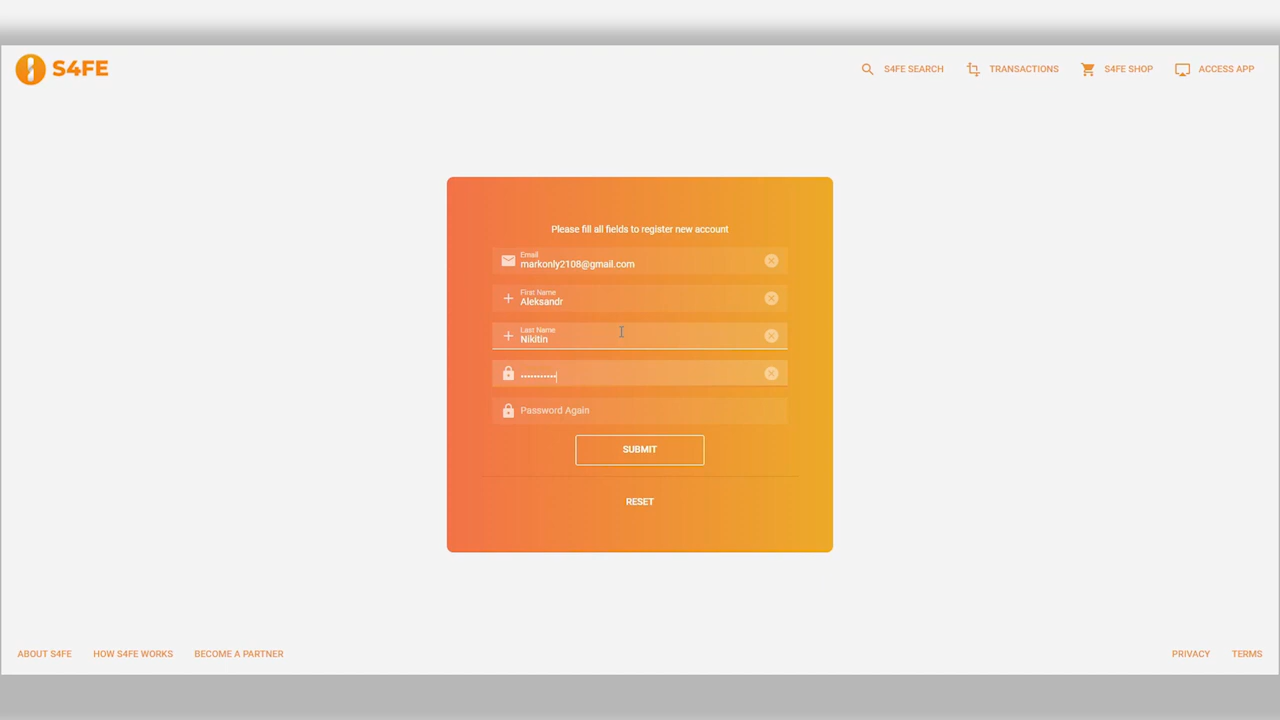 S4FE
S4FE SEARCH
TRANSACTIONS
S4FE SHOP
ACCESS APP
Please fill all fields to register new account
Email
markonly2108@gmail.com
First Name
Aleksandr
Last Name
Nikitin
Password Again
SUBMIT
RESET
ABOUT S4FE
HOW S4FE WORKS
BECOME A PARTNER
PRIVACY
TERMS